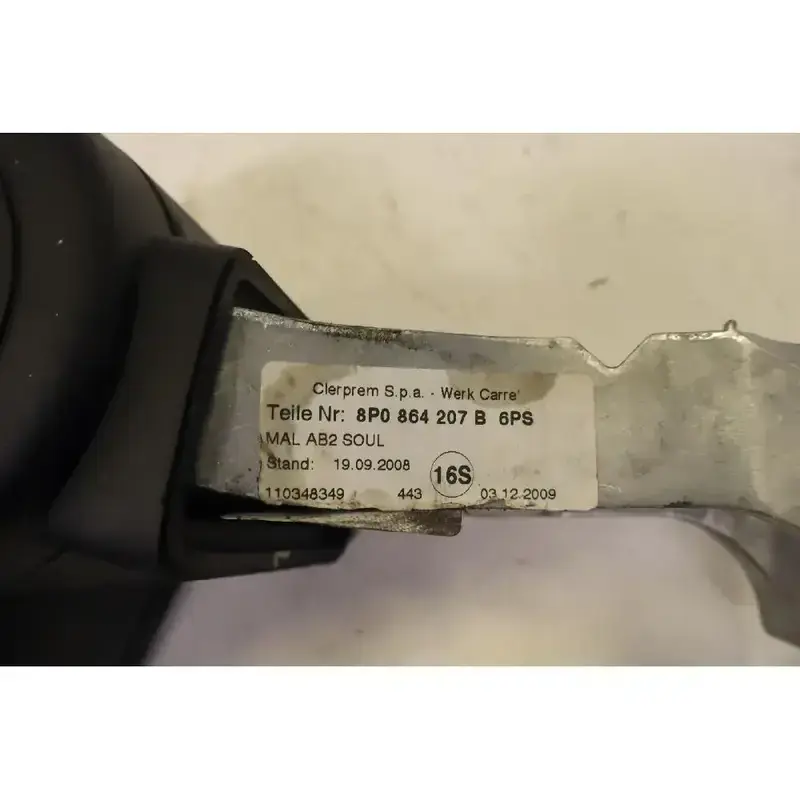 Clerprem S.p.a. - Werk Carre'
Teile Nr: 8P0 864 207 B 6PS
MAL AB2 SOUL
Stand: 19.09.2008 16S
110348349 443 03.12.2009
L